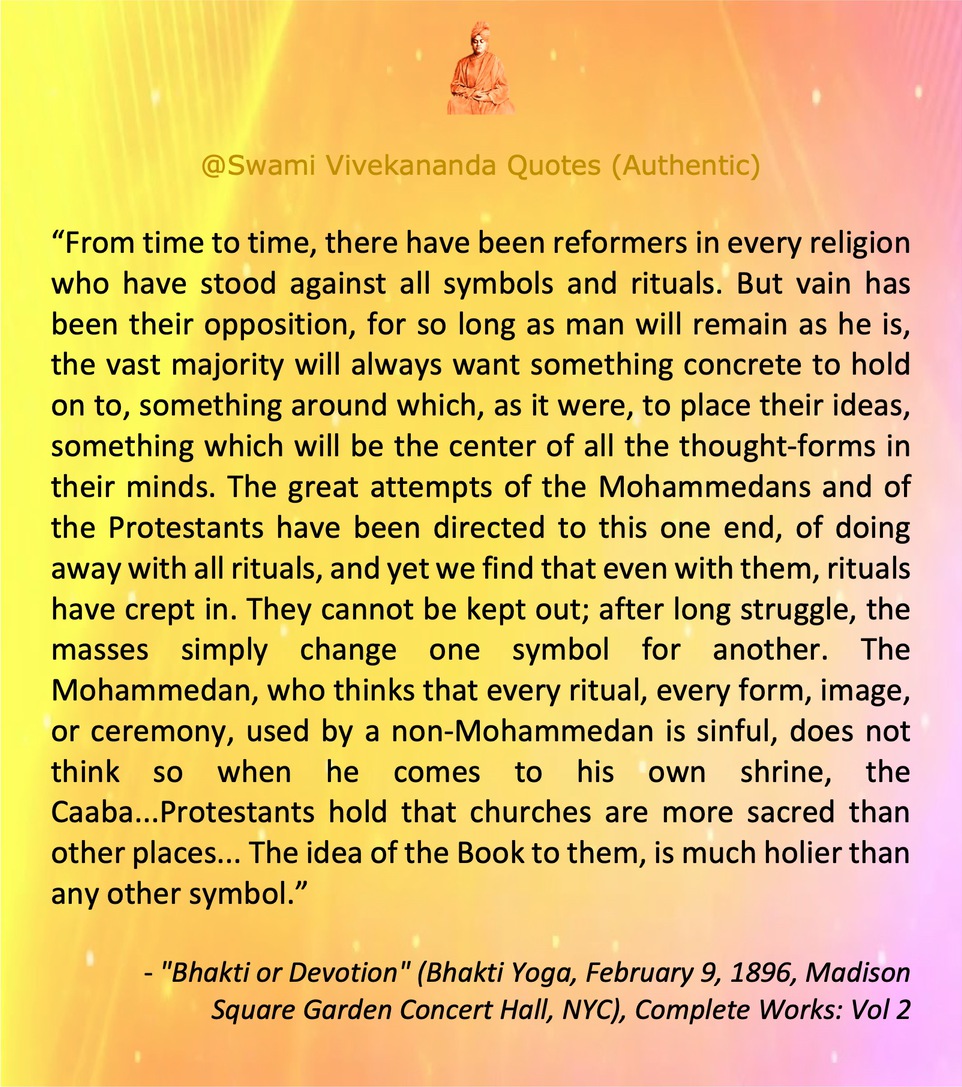 @Swami Vivekananda Quotes (Authentic)
“From time to time, there have been reformers in every religion
who have stood against all symbols and rituals. But vain has
been their opposition, for so long as man will remain as he is,
the vast majority will always want something concrete to hold
on to, something around which, as it were, to place their ideas,
something which will be the center of all the thought-forms in
their minds. The great attempts of the Mohammedans and of
the Protestants have been directed to this one end, of doing
away with all rituals, and yet we find that even with them, rituals
have crept in. They cannot be kept out; after long struggle, the
masses simply change one symbol for another. The
Mohammedan, who thinks that every ritual, every form, image,
or ceremony, used by a non-Mohammedan is sinful, does not
think so when he comes to his own shrine, the
Caaba...Protestants hold that churches are more sacred than
other places... The idea of the Book to them, is much holier than
any other symbol.”
- "Bhakti or Devotion" (Bhakti Yoga, February 9, 1896, Madison
Square Garden Concert Hall, NYC), Complete Works: Vol 2